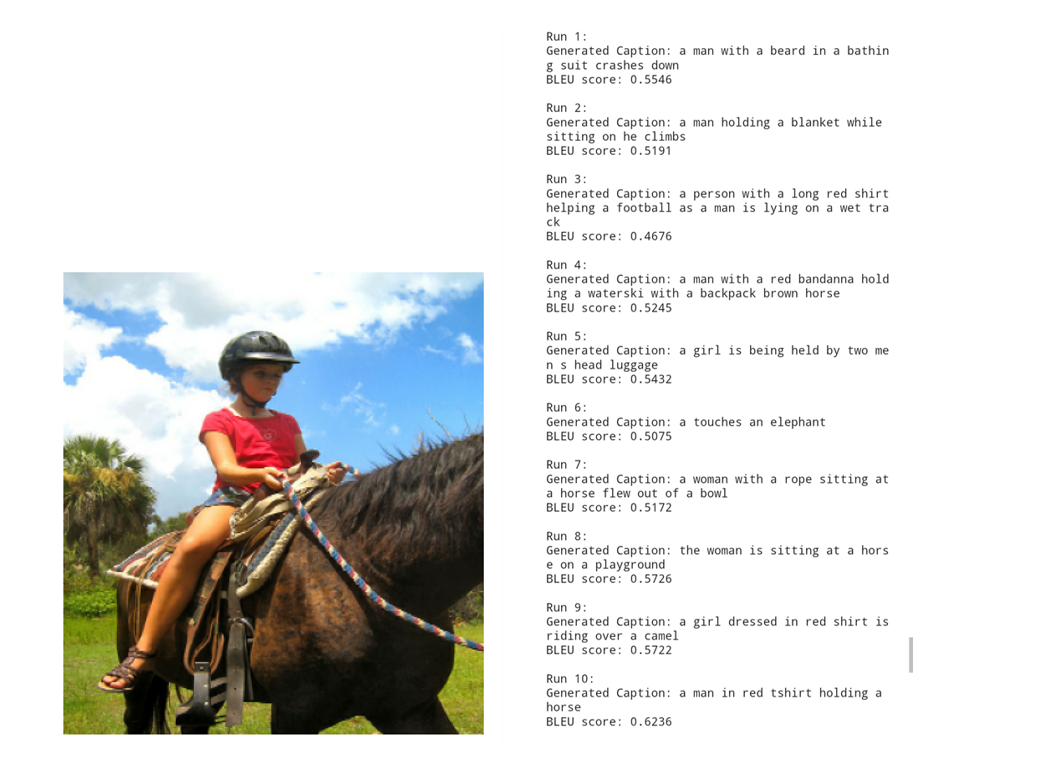 Run 1:
Generated Caption: a man with a beard in a bathin
g suit crashes down
BLEU score: 0.5546
Run 2:
Generated Caption: a man holding a blanket while
sitting on he climbs
BLEU score: 0.5191
Run 3:
Generated Caption: a person with a long red shirt
helping a football as a man is lying on a wet tra
ck
BLEU score: 0.4676
Run 4:
Generated Caption: a man with a red bandanna hold
ing a waterski with a backpack brown horse
BLEU score: 0.5245
Run 5:
Generated Caption: a girl is being held by two me
n s head luggage
BLEU score: 0.5432
Run 6:
Generated Caption: a touches an elephant
BLEU score: 0.5075
Run 7:
Generated Caption: a woman with a rope sitting at
a horse flew out of a bowl
BLEU score: 0.5172
Run 8:
Generated Caption: the woman is sitting at a hors
e on a playground
BLEU score: 0.5726
Run 9:
Generated Caption: a girl dressed in red shirt is
riding over a camel
BLEU score: 0.5722
Run 10:
Generated Caption: a man in red tshirt holding a
horse
BLEU score: 0.6236